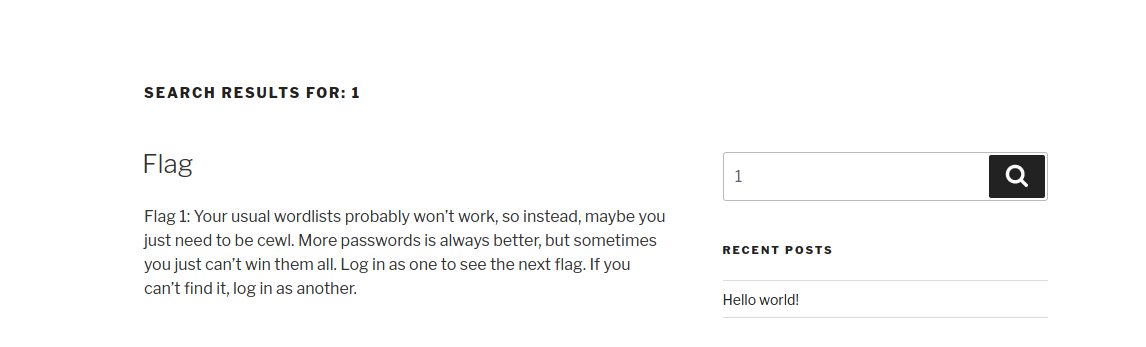 SEARCH RESULTS FOR: 1
Flag
Flag 1: Your usual wordlists probably won’t work, so instead, maybe you
just need to be cewl. More passwords is always better, but sometimes
you just can’t win them all. Log in as one to see the next flag. If you
can’t find it, log in as another.
1
RECENT POSTS
Hello world!